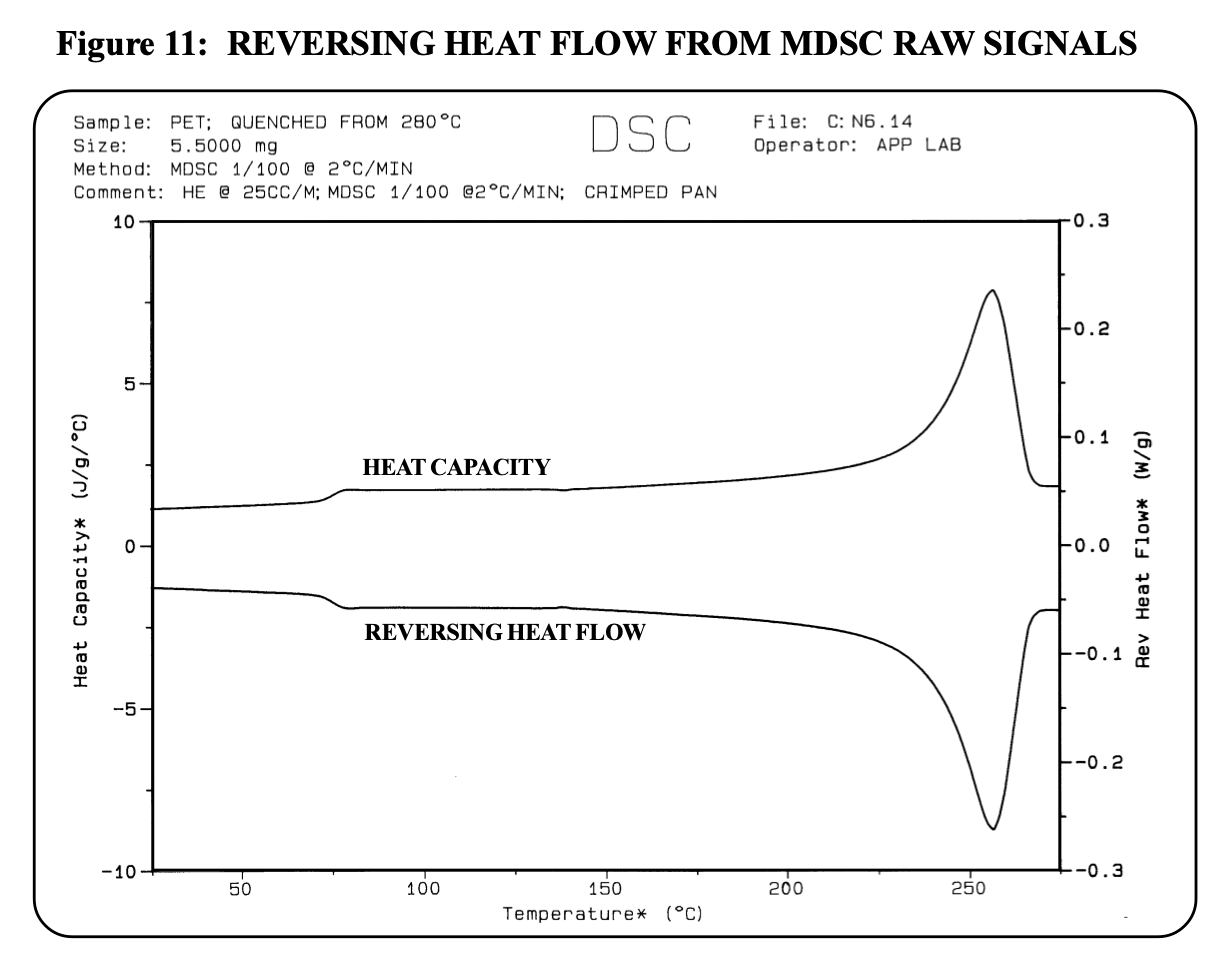 Figure 11: REVERSING HEAT FLOW FROM MDSC RAW SIGNALS
Sample: PET; QUENCHED FROM 280°C
Size: 5.5000 mg
Method: MDSC 1/100 @ 2°C/MIN
Comment: HE @ 25CC/M; MDSC 1/100 @2°C/MIN; CRIMPED PAN
DSC
File: C: N6.14
Operator: APP LAB
10
5
0
-5
-10
Heat Capacity* (J/g/°C)
HEAT CAPACITY
REVERSING HEAT FLOW
0.3
0.2
0.1
0.0
-0.1
-0.2
-0.3
Rev Heat Flow* (W/g)
50 100 150 200 250
Temperature* (°C)